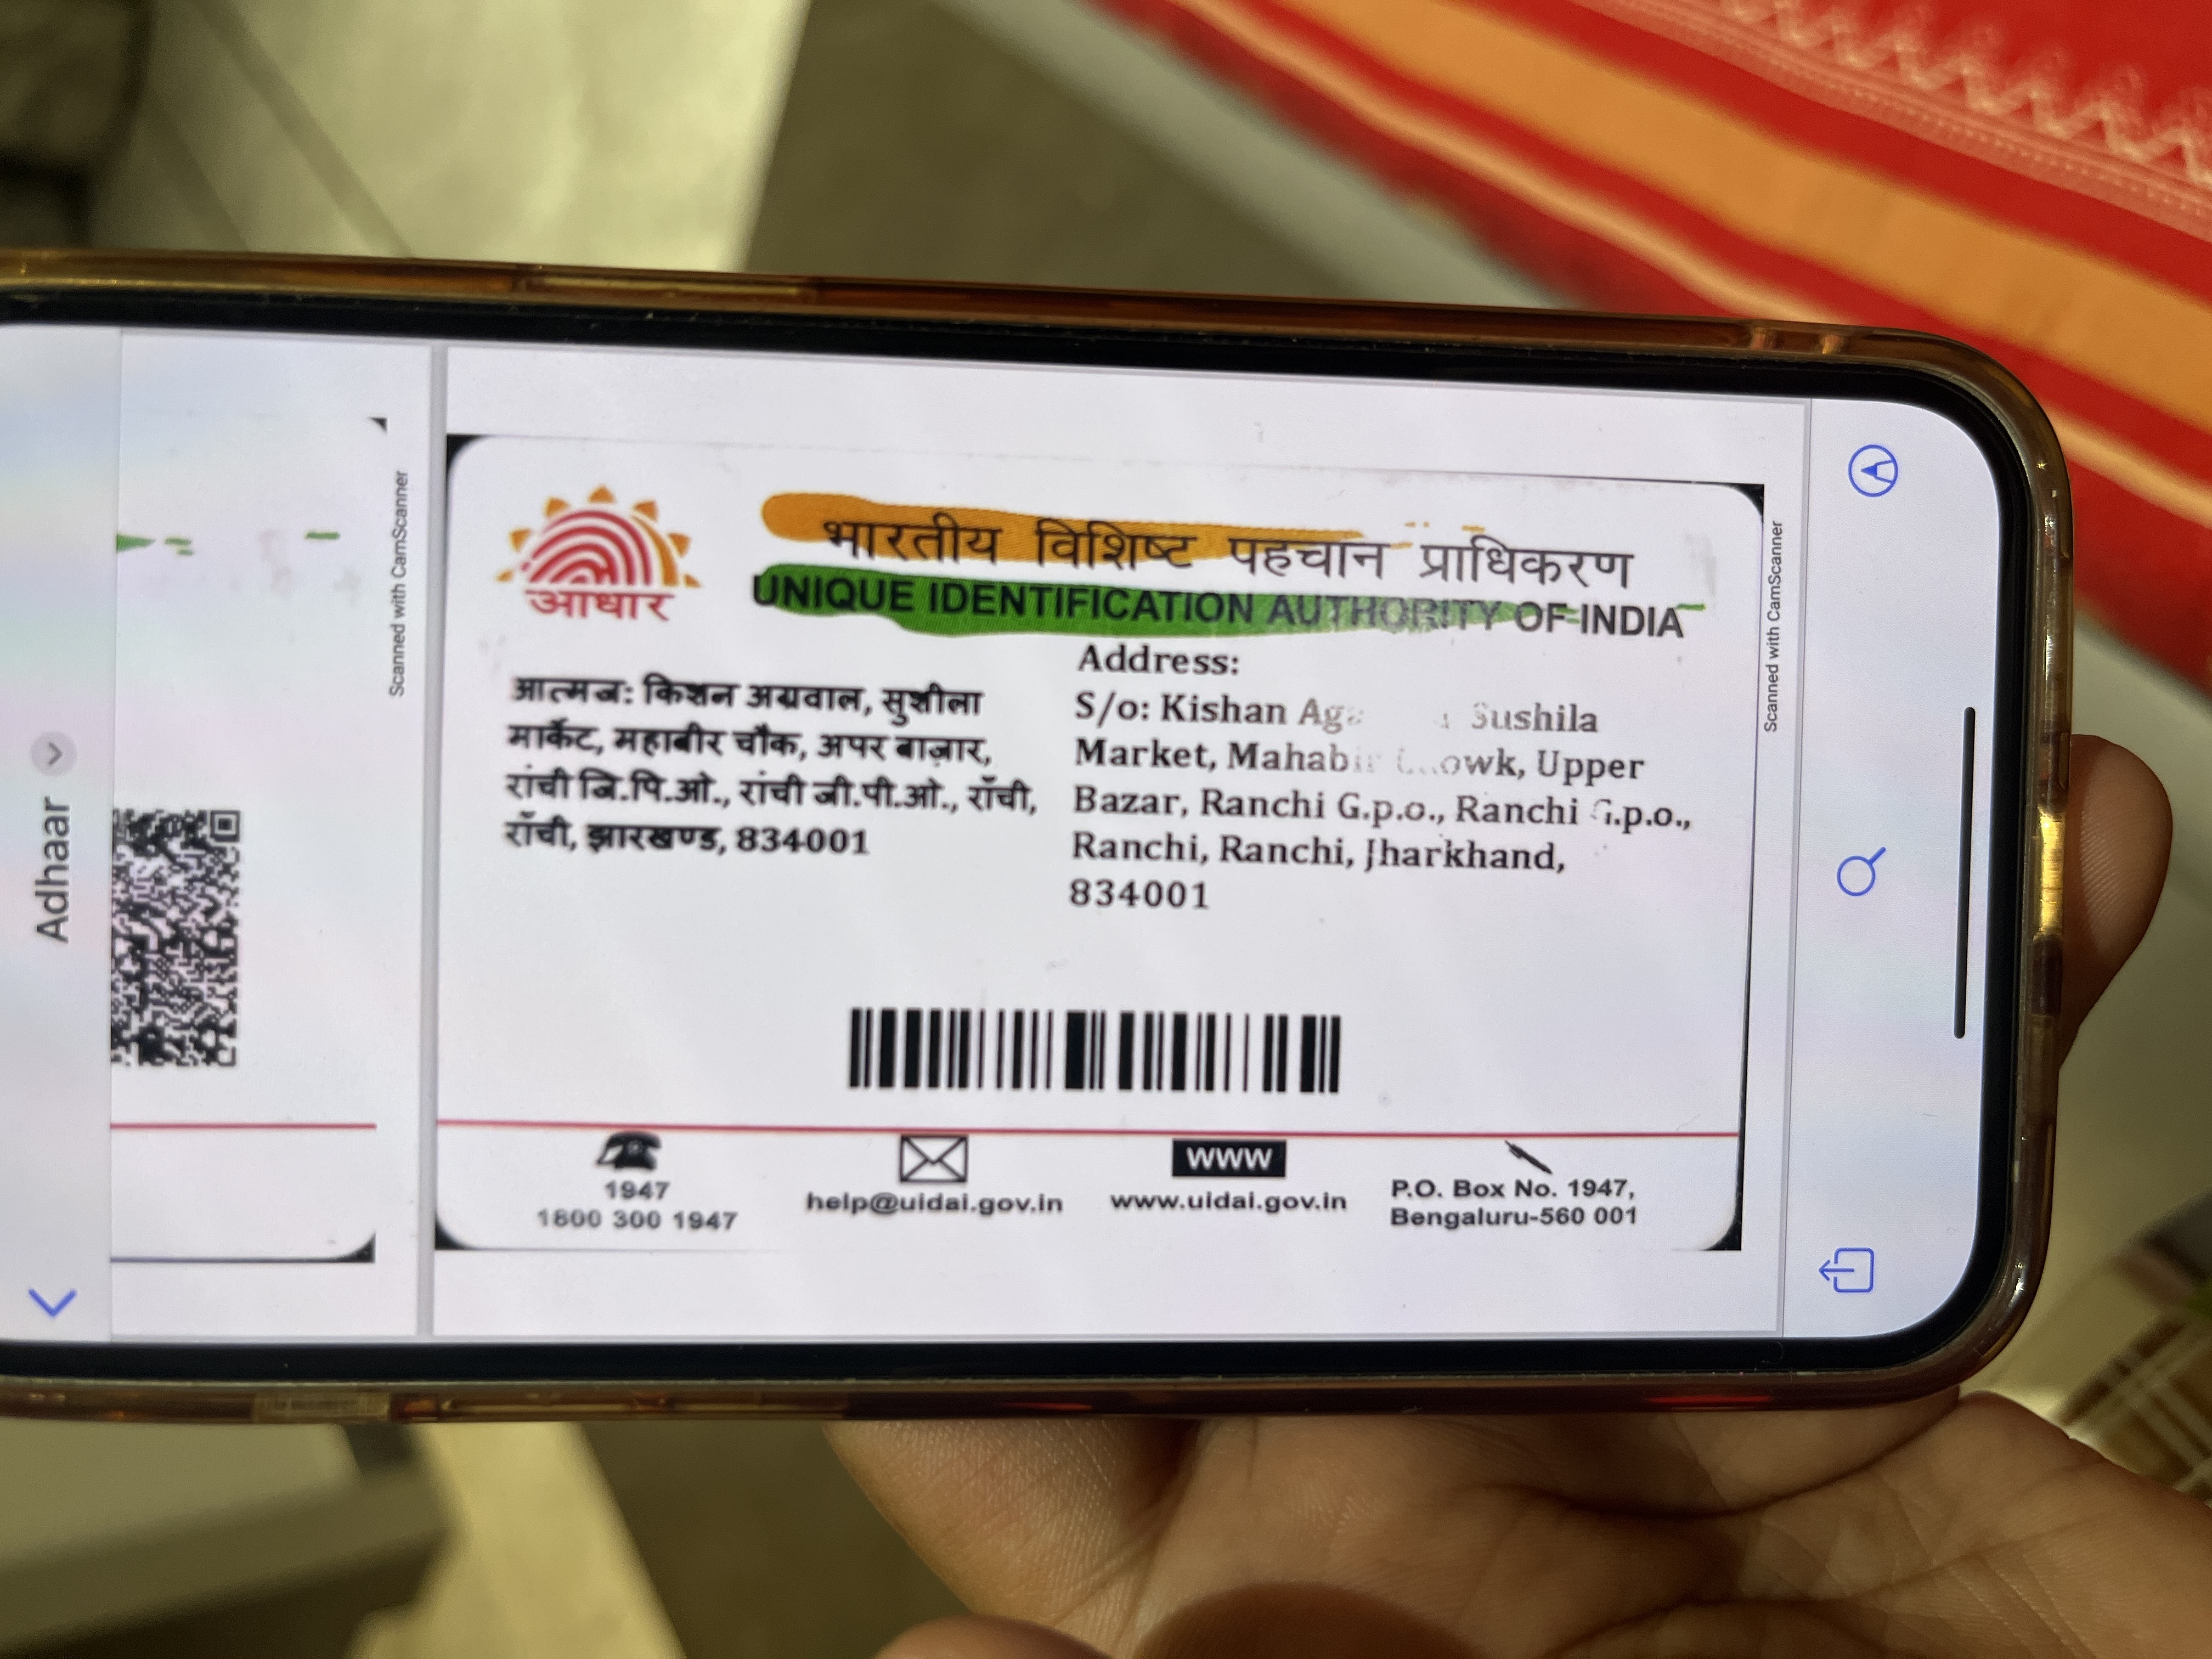 Adhaar
Scanned with CamScanner
आधार
भारतीय विशिष्ट पहचान प्राधिकरण
UNIQUE IDENTIFICATION AUTHORITY OF INDIA
आत्मज: किशन अग्रवाल, सुशीला
मार्केट, महाबीर चौक, अपर बाज़ार,
रांची जि.पि.ओ., रांची जी.पी.ओ., राँची,
राँची, झारखण्ड, 834001
Address:
S/o: Kishan Sushila
Market, Upper
Bazar, Ranchi G.p.o., Ranchi G.p.o.,
Ranchi, Ranchi, Jharkhand,
834001
1947
1800 300 1947
help@uidai.gov.in
www
www.uidai.gov.in
P.O. Box No. 1947,
Bengaluru-560 001
Scanned with CamScanner